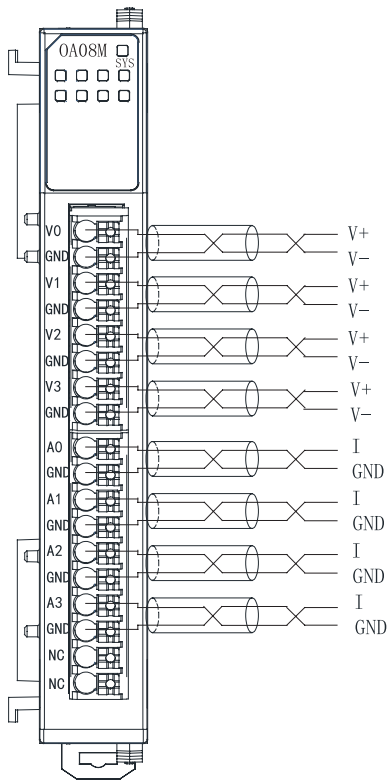 OA08M
SYS
V0 V+
GND V-
V1 V+
GND V-
V2 V+
GND V-
V3 V+
GND V-
A0 I
GND GND
A1 I
GND GND
A2 I
GND GND
A3 I
GND GND
NC
NC